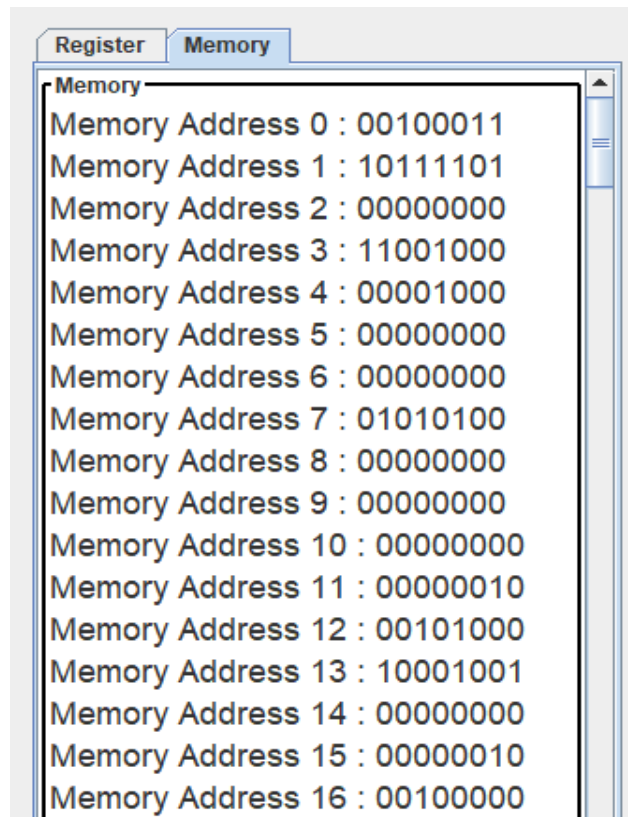 Register Memory
Memory
Memory Address 0 : 00100011
Memory Address 1 : 10111101
Memory Address 2 : 00000000
Memory Address 3 : 11001000
Memory Address 4 : 00001000
Memory Address 5 : 00000000
Memory Address 6 : 00000000
Memory Address 7 : 01010100
Memory Address 8 : 00000000
Memory Address 9 : 00000000
Memory Address 10 : 00000000
Memory Address 11 : 00000010
Memory Address 12 : 00101000
Memory Address 13 : 10001001
Memory Address 14 : 00000000
Memory Address 15 : 00000010
Memory Address 16 : 00100000